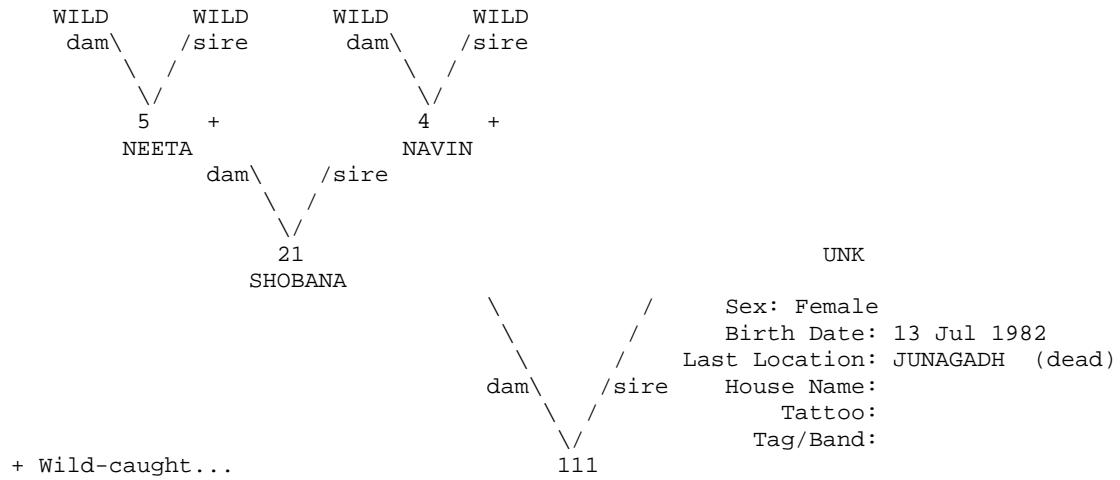 WILD WILD WILD WILD
dam\ /sire dam\ /sire
\ / \ /
\/ \/
5 + 4 +
NEETA NAVIN
dam\ /sire
\ /
\/
21 UNK
SHOBANA
\ / Sex: Female
\ / Birth Date: 13 Jul 1982
\ / Last Location: JUNAGADH (dead)
dam\ /sire House Name:
\ / Tattoo:
\/ Tag/Band:
+ Wild-caught... 111